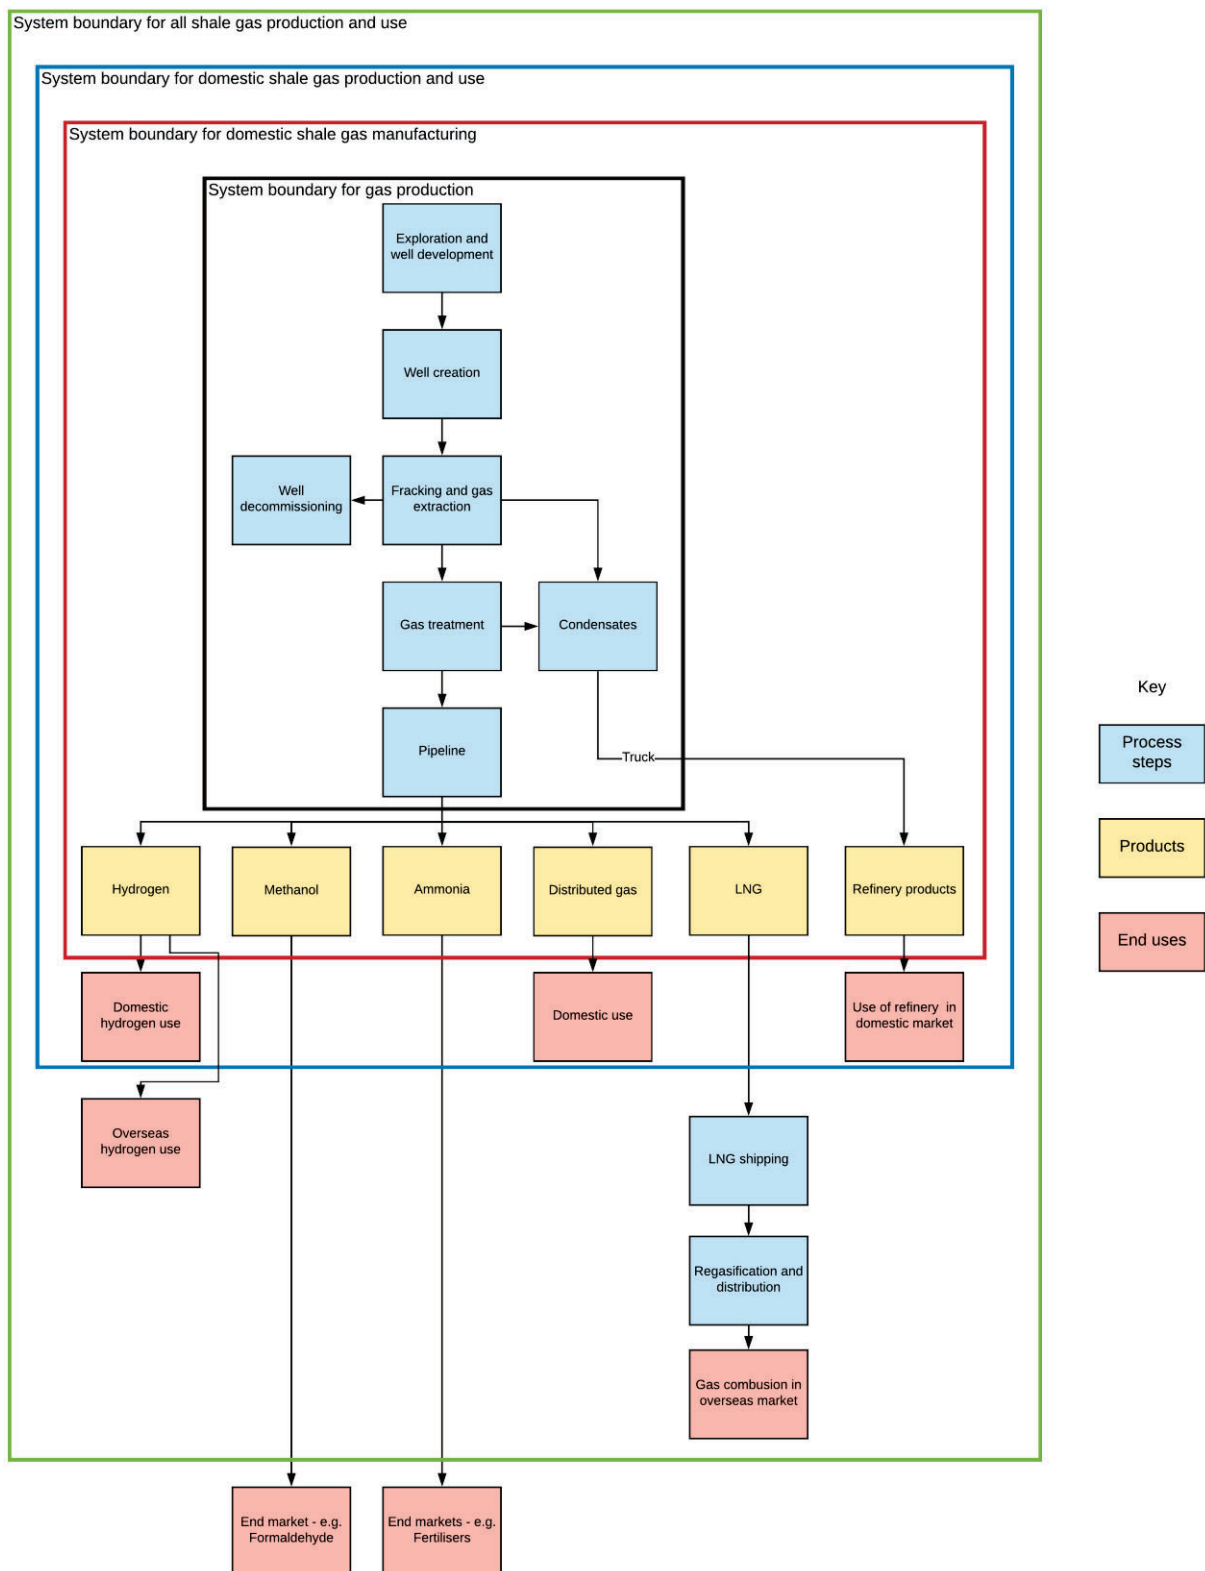 System boundary for all shale gas production and use
System boundary for domestic shale gas production and use
System boundary for domestic shale gas manufacturing
System boundary for gas production
Exploration and
well development
Well creation
Well
decommissioning
Fracking and gas
extraction
Gas treatment
Condensates
Pipeline
Truck
Hydrogen
Methanol
Ammonia
Distributed gas
LNG
Refinery products
Domestic
hydrogen use
Domestic use
Use of refinery in
domestic market
Overseas
hydrogen use
LNG shipping
Regasification and
distribution
Gas combusion in
overseas market
End market - e.g.
Formaldehyde
End markets - e.g.
Fertilisers
Key
Process
steps
Products
End uses